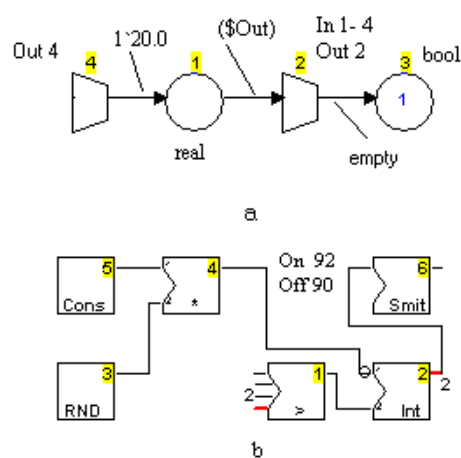 Out 4
4
1`20.0
1
($Out)
2
In 1- 4
Out 2
3
bool
1
real
empty
a
5
Cons
4
*
On 92
Off 90
6
Smit
3
RND
2
1
>
2
Int
2
b